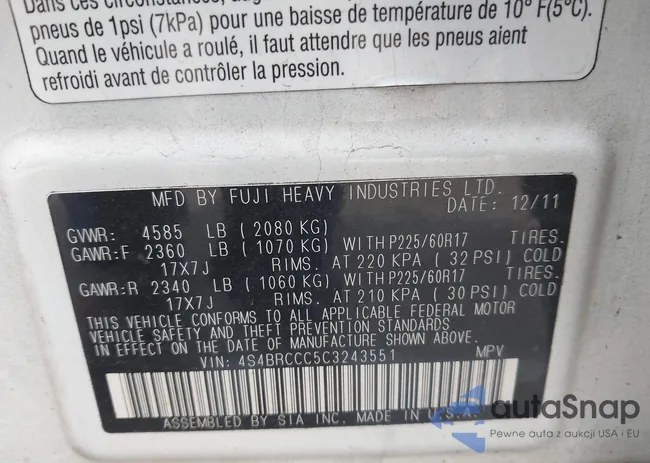 Dans ces circonstances,
pneus de 1psi (7kPa) pour une baisse de température de 10° F(5°C).
Quand le véhicule a roulé, il faut attendre que les pneus aient
refroidi avant de contrôler la pression.
MFD BY FUJI HEAVY INDUSTRIES LTD.
DATE: 12/11
GVWR: 4585 LB (2080 KG)
GAWR:F 2360 LB (1070 KG) WITH P225/60R17 TIRES.
17X7J RIMS. AT 220 KPA (32 PSI) COLD
GAWR:R 2340 LB (1060 KG) WITH P225/60R17 TIRES.
17X7J RIMS. AT 210 KPA (30 PSI) COLD
THIS VEHICLE CONFORMS TO ALL APPLICABLE FEDERAL MOTOR
VEHICLE SAFETY AND THEFT PREVENTION STANDARDS
IN EFFECT ON THE DATE OF MANUFACTURE SHOWN ABOVE.
VIN: 4S4BRCCC5C3243551 MPV
ASSEMBLED BY SIA INC. MADE IN U.S.A.
autaSnap
Pewne auta z aukcji USA i EU